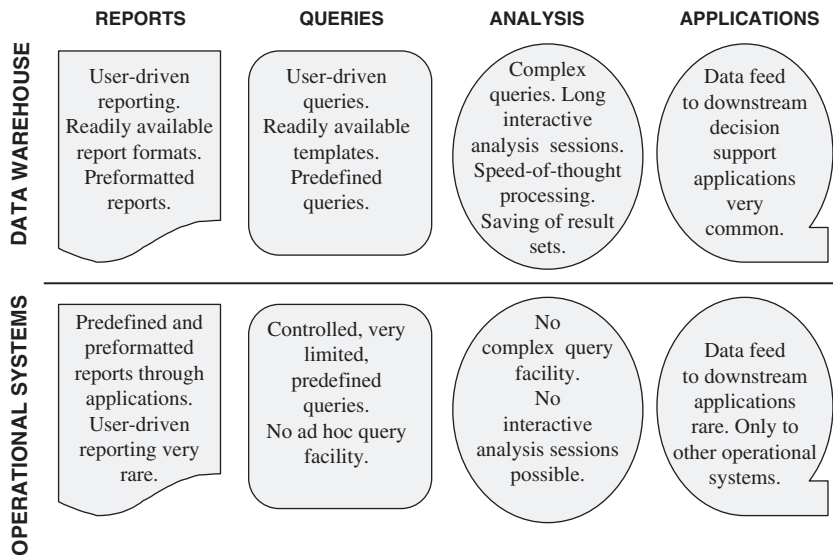 REPORTS
QUERIES
ANALYSIS
APPLICATIONS
DATA WAREHOUSE
User-driven
reporting.
Readily available
report formats.
Preformatted
reports.
User-driven
queries.
Readily available
templates.
Predefined
queries.
Complex
queries. Long
interactive
analysis sessions.
Speed-of-thought
processing.
Saving of result
sets.
Data feed
to downstream
decision
support
applications
very
common.
OPERATIONAL SYSTEMS
Predefined and
preformatted
reports through
applications.
User-driven
reporting very
rare.
Controlled, very
limited,
predefined
queries.
No ad hoc query
facility.
No
complex query
facility.
No
interactive
analysis sessions
possible.
Data feed
to downstream
applications
rare. Only to
other operational
systems.